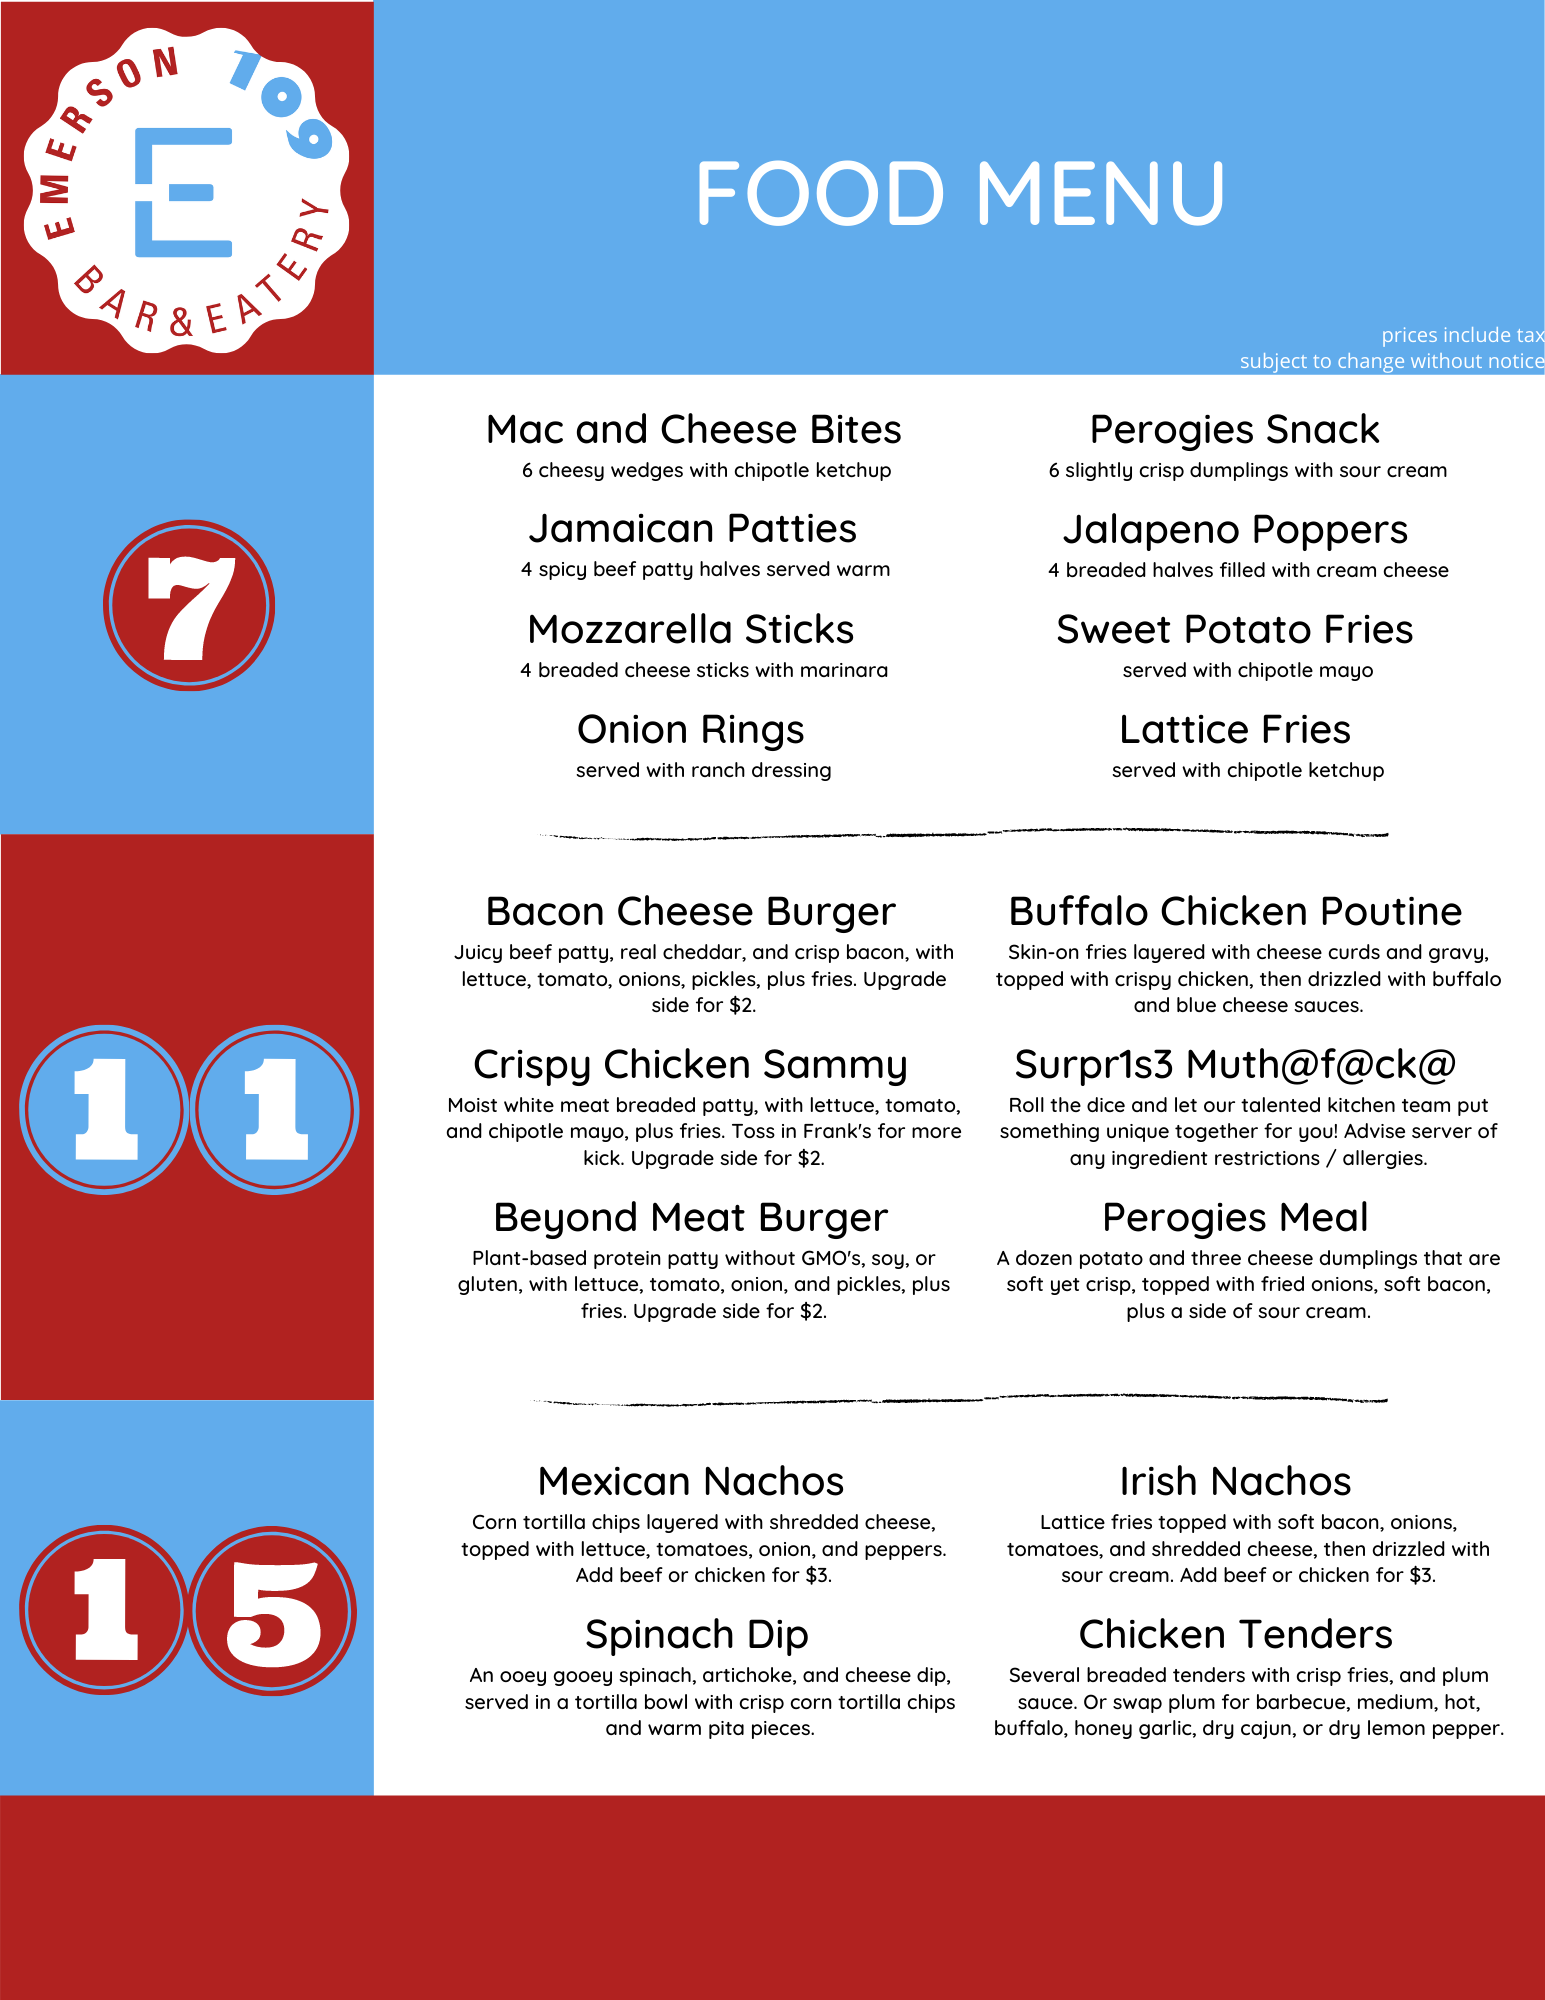 EMERSON 109
E
BAR & EATERY
FOOD MENU
prices include tax
subject to change without notice
7
Mac and Cheese Bites
6 cheesy wedges with chipotle ketchup
Jamaican Patties
4 spicy beef patty halves served warm
Mozzarella Sticks
4 breaded cheese sticks with marinara
Onion Rings
served with ranch dressing
Perogies Snack
6 slightly crisp dumplings with sour cream
Jalapeno Poppers
4 breaded halves filled with cream cheese
Sweet Potato Fries
served with chipotle mayo
Lattice Fries
served with chipotle ketchup
11
Bacon Cheese Burger
Juicy beef patty, real cheddar, and crisp bacon, with
lettuce, tomato, onions, pickles, plus fries. Upgrade
side for $2.
Crispy Chicken Sammy
Moist white meat breaded patty, with lettuce, tomato,
and chipotle mayo, plus fries. Toss in Frank's for more
kick. Upgrade side for $2.
Beyond Meat Burger
Plant-based protein patty without GMO's, soy, or
gluten, with lettuce, tomato, onion, and pickles, plus
fries. Upgrade side for $2.
Buffalo Chicken Poutine
Skin-on fries layered with cheese curds and gravy,
topped with crispy chicken, then drizzled with buffalo
and blue cheese sauces.
Surpr1s3 Muth@f@ck@
Roll the dice and let our talented kitchen team put
something unique together for you! Advise server of
any ingredient restrictions / allergies.
Perogies Meal
A dozen potato and three cheese dumplings that are
soft yet crisp, topped with fried onions, soft bacon,
plus a side of sour cream.
15
Mexican Nachos
Corn tortilla chips layered with shredded cheese,
topped with lettuce, tomatoes, onion, and peppers.
Add beef or chicken for $3.
Spinach Dip
An ooey gooey spinach, artichoke, and cheese dip,
served in a tortilla bowl with crisp corn tortilla chips
and warm pita pieces.
Irish Nachos
Lattice fries topped with soft bacon, onions,
tomatoes, and shredded cheese, then drizzled with
sour cream. Add beef or chicken for $3.
Chicken Tenders
Several breaded tenders with crisp fries, and plum
sauce. Or swap plum for barbecue, medium, hot,
buffalo, honey garlic, dry cajun, or dry lemon pepper.